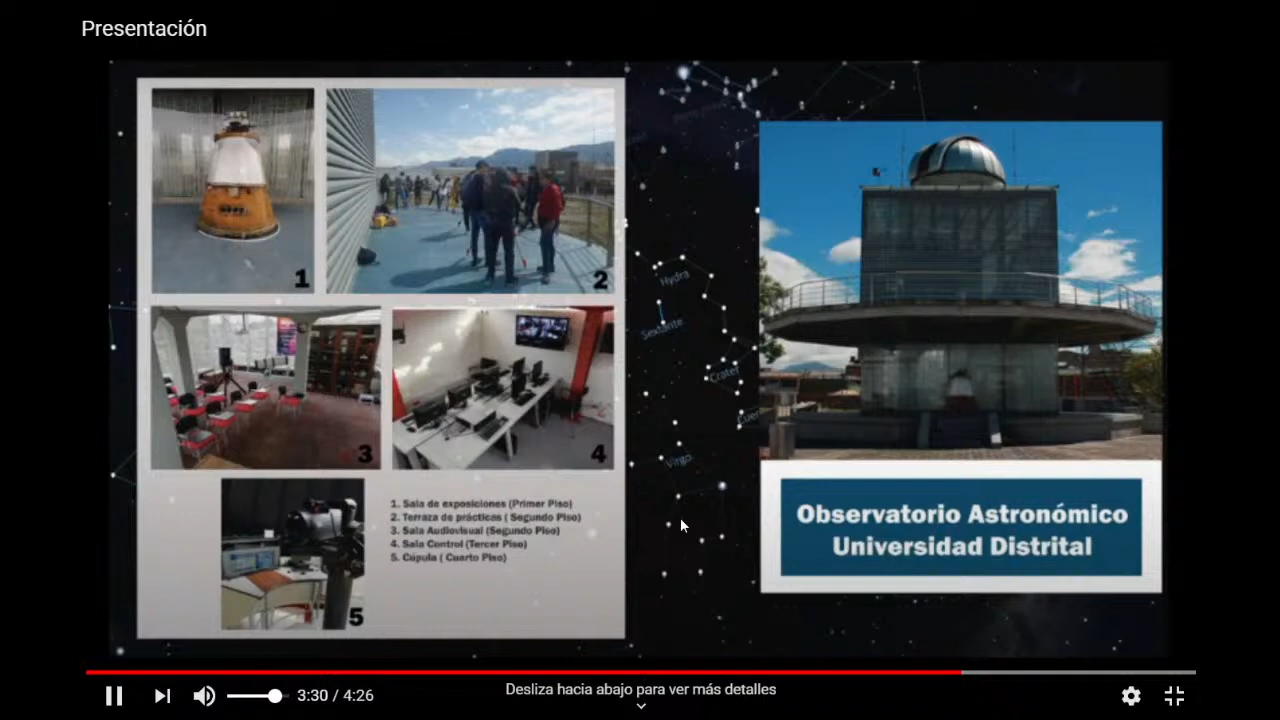 Presentación
1
2
3
4
5
1. Sala de exposiciones (Primer Piso)
2. Terraza de prácticas ( Segundo Piso)
3. Sala Audiovisual (Segundo Piso)
4. Sala Control (Tercer Piso)
5. Cúpula ( Cuarto Piso)
Hydra
Sextante
Crater
Virgo
Observatorio Astronómico
Universidad Distrital
3:30 / 4:26
Desliza hacia abajo para ver más detalles